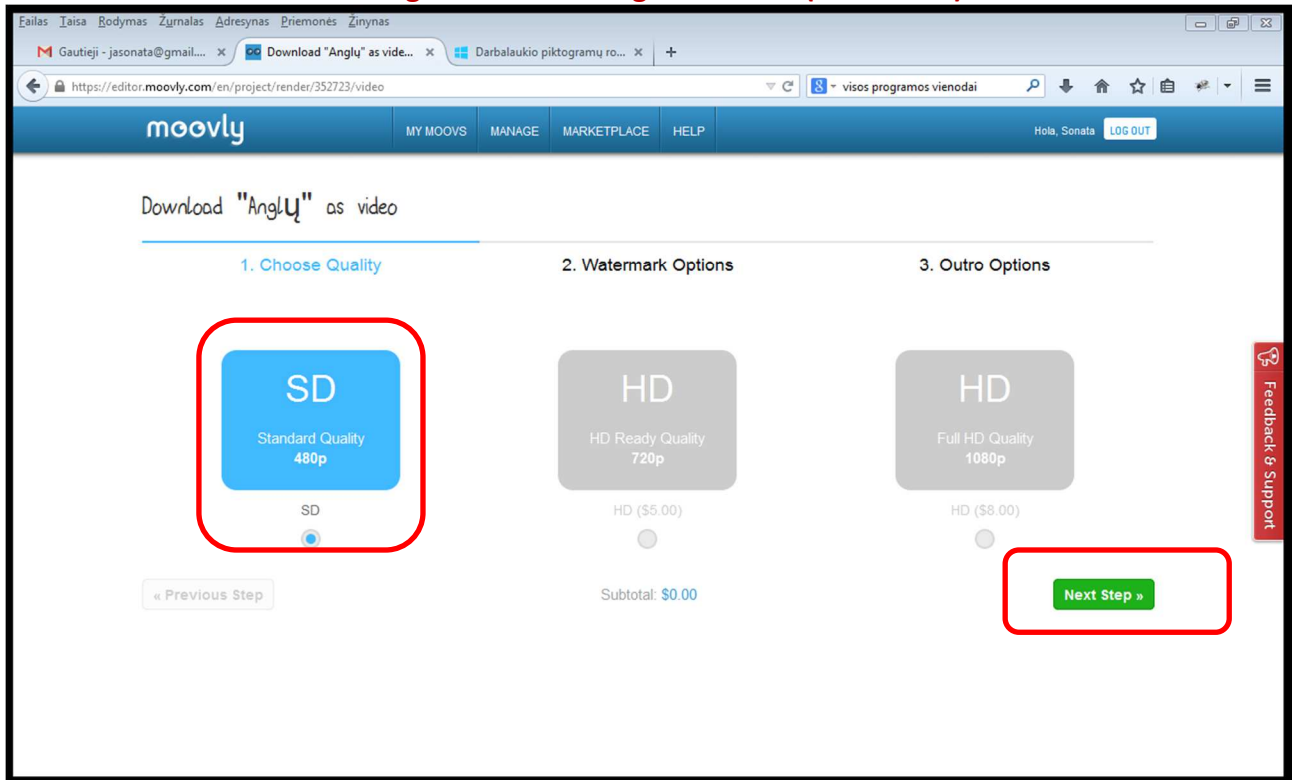 Failas Taisa Rodymas Žurnalas Adresynas Priemonės Žinynas
Gautieji - jasonata@gmail.... Download "Anglų" as vide... Darbalaukio piktogramų ro...
https://editor.moovly.com/en/project/render/352723/video visos programos vienodai
moovly MY MOOVS MANAGE MARKETPLACE HELP Hola, Sonata LOG OUT
Download "Anglų" as video
1. Choose Quality 2. Watermark Options 3. Outro Options
SD HD HD
Standard Quality HD Ready Quality Full HD Quality
480p 720p 1080p
SD HD ($5.00) HD ($8.00)
« Previous Step Subtotal: $0.00 Next Step »
Feedback & Support